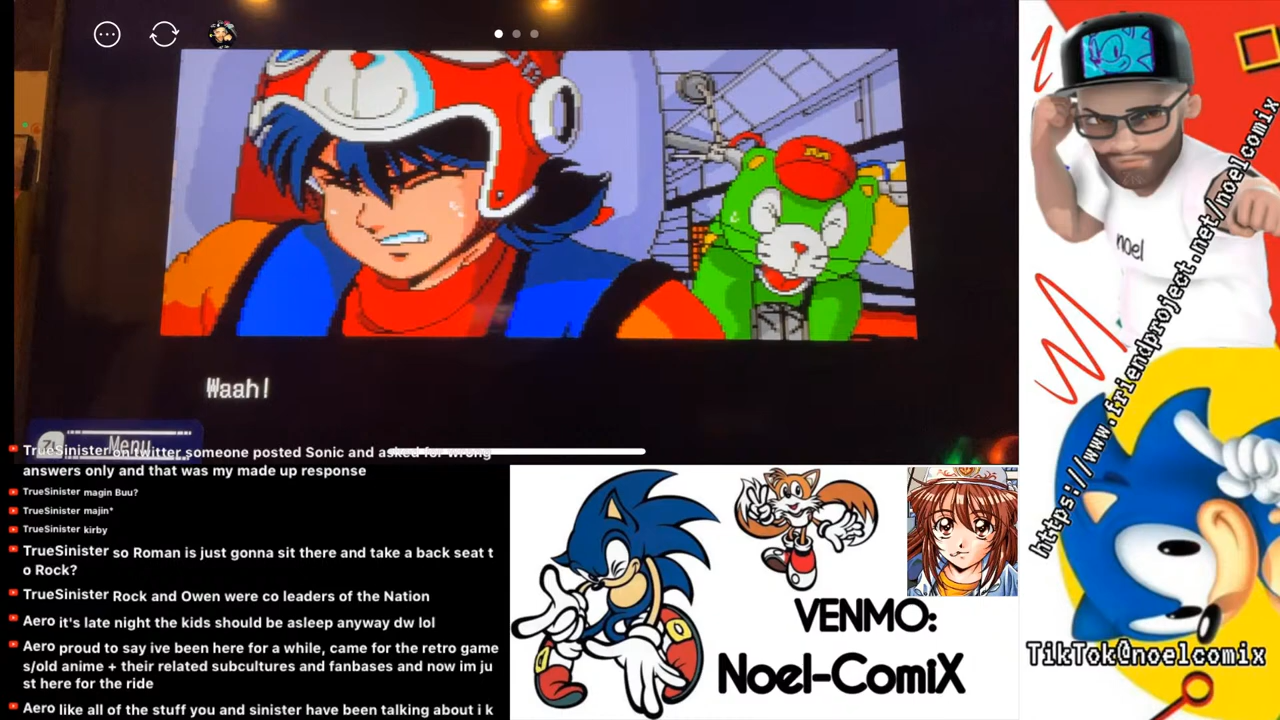 Waah!
Menu
TrueSinister on twitter someone posted Sonic and asked for wrong
answers only and that was my made up response
TrueSinister magin Buu?
TrueSinister majin*
TrueSinister kirby
TrueSinister so Roman is just gonna sit there and take a back seat t
o Rock?
TrueSinister Rock and Owen were co leaders of the Nation
Aero it's late night the kids should be asleep anyway dw lol
Aero proud to say ive been here for a while, came for the retro game
s/old anime + their related subcultures and fanbases and now im ju
st here for the ride
Aero like all of the stuff you and sinister have been talking about i k
VENMO:
Noel-ComiX
noel
https://www.friendproject.net/noelcomix
TikTok@noelcomix